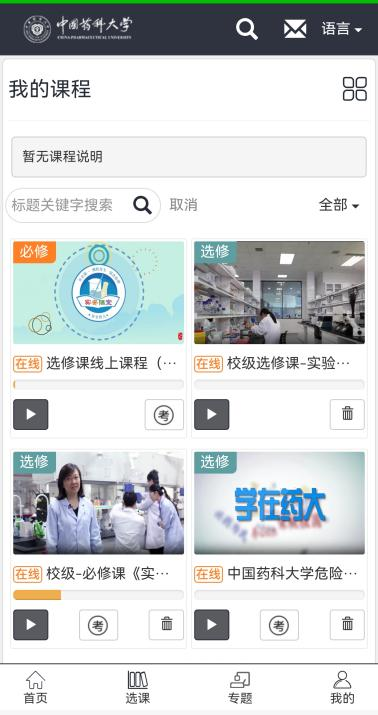 中国药科大学
CHINA PHARMACEUTICAL UNIVERSITY
语言
我的课程
暂无课程说明
标题关键字搜索
取消
全部
必修
实务课堂
选修
在线 选修课线上课程（···
在线 校级选修课-实验···
考
选修
选修
学在药大
在线 校级-必修课《实···
在线 中国药科大学危险···
考
考
首页
选课
专题
我的